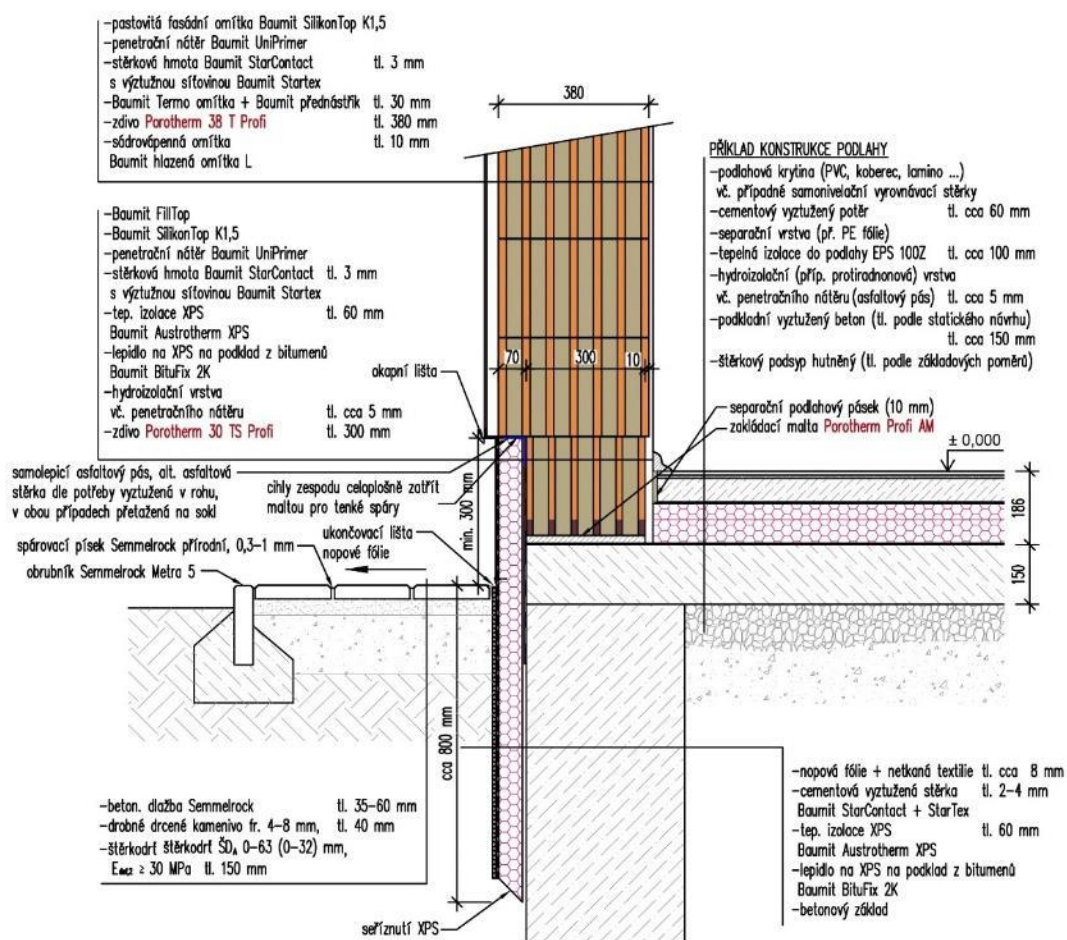 -pastovitá fasádní omítka Baumit SilikonTop K1,5
-penetrační nátěr Baumit UniPrimer
-stěrková hmota Baumit StarContact tl. 3 mm
s výztužnou síťovinou Baumit Startex
-Baumit Termo omítka + Baumit přednástřik tl. 30 mm
-zdivo Porotherm 38 T Profi tl. 380 mm
-sádrovápenná omítka tl. 10 mm
Baumit hlazená omítka L
-Baumit FillTop
-Baumit SilikonTop K1,5
-penetrační nátěr Baumit UniPrimer
-stěrková hmota Baumit StarContact tl. 3 mm
s výztužnou síťovinou Baumit Startex
-tep. izolace XPS tl. 60 mm
Baumit Austrotherm XPS
-lepidlo na XPS na podklad z bitumenů
Baumit BituFix 2K
-hydroizolační vrstva
vč. penetračního nátěru tl. cca 5 mm
-zdivo Porotherm 30 TS Profi tl. 300 mm
380
70
300
10
okapní lišta
PŘÍKLAD KONSTRUKCE PODLAHY
-podlahová krytina (PVC, koberec, lamino ...)
vč. případné samonivelační vyrovnávací stěrky
-cementový vyztužený potěr tl. cca 60 mm
-separační vrstva (př. PE fólie)
-tepelná izolace do podlahy EPS 100Z tl. cca 100 mm
-hydroizolační (příp. protiradnonová) vrstva
vč. penetračního nátěru (asfaltový pás) tl. cca 5 mm
-podkladní vyztužený beton (tl. podle statického návrhu)
tl. cca 150 mm
-štěrkový podsyp hutněný (tl. podle základových poměrů)
separační podlahový pásek (10 mm)
zakládací malta Porotherm Profi AM
± 0,000
186
150
samolepicí asfaltový pás, alt. asfaltová
stěrka dle potřeby vyztužená v rohu,
v obou případech přetažená na sokl
cihly zespodu celoplošně zatřít
maltou pro tenké spáry
min. 300 mm
ukončovací lišta
nopové fólie
spárovací písek Semmelrock přírodní, 0,3-1 mm
obrubník Semmelrock Metra 5
cca 800 mm
-beton. dlažba Semmelrock tl. 35-60 mm
-drobné drcené kamenivo fr. 4-8 mm, tl. 40 mm
-štěrkodrt štěrkodrt ŠDA 0-63 (0-32) mm,
≥ 30 MPa tl. 150 mm
seříznutí XPS
-nopová fólie + netkaná textilie tl. cca 8 mm
-cementová vyztužená stěrka tl. 2-4 mm
Baumit StarContact + StarTex
-tep. izolace XPS tl. 60 mm
Baumit Austrotherm XPS
-lepidlo na XPS na podklad z bitumenů
Baumit BituFix 2K
-betonový základ